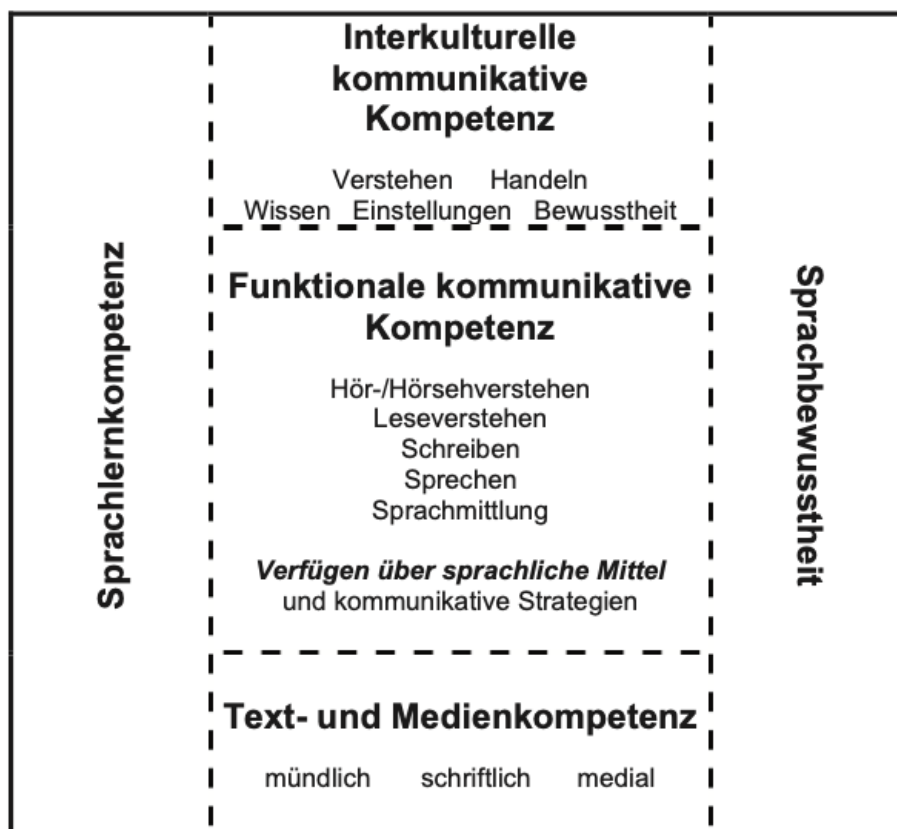 Interkulturelle
kommunikative
Kompetenz
Verstehen Handeln
Wissen Einstellungen Bewusstheit
Sprachlernkompetenz
Funktionale kommunikative
Kompetenz
Hör-/Hörsehverstehen
Leseverstehen
Schreiben
Sprechen
Sprachmittlung
Verfügen über sprachliche Mittel
und kommunikative Strategien
Sprachbewusstheit
Text- und Medienkompetenz
mündlich schriftlich medial